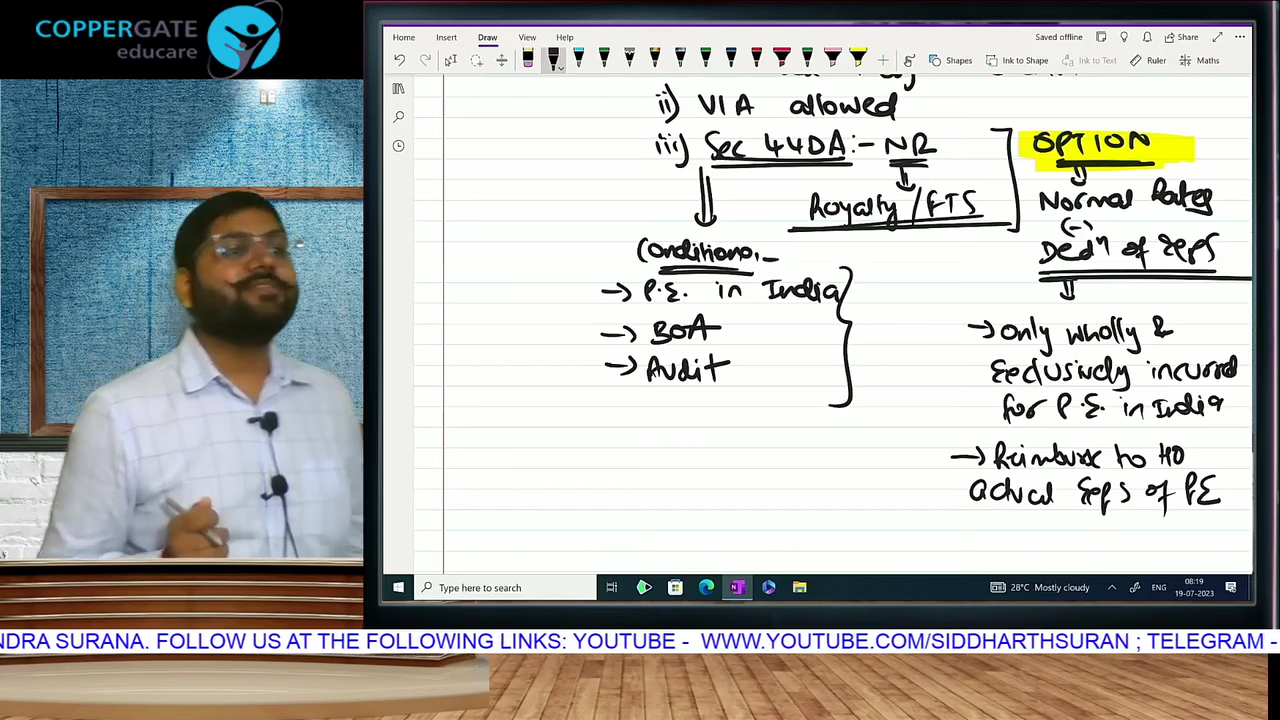 COPPERGATE
educare
Home Insert Draw View Help
Saved offline
Share
Shapes
Ink to Shape
Ink to Text
Ruler
Maths
ii) VIA allowed
iii) Sec 44DA:- NR
Royalty/FTS
OPTION
Normal Rates
(-)
Dedⁿ of Exps
Conditions:-
→ P.E. in India
→ BOA
→ Audit
→ Only wholly &
Exclusively incurred
for P.E. in India
→ Reimburse to HO
actual Exps of PE
Type here to search
28°C Mostly cloudy
ENG
08:19
19-07-2023
NDRA SURANA. FOLLOW US AT THE FOLLOWING LINKS: YOUTUBE - WWW.YOUTUBE.COM/SIDDHARTHSURAN ; TELEGRAM -